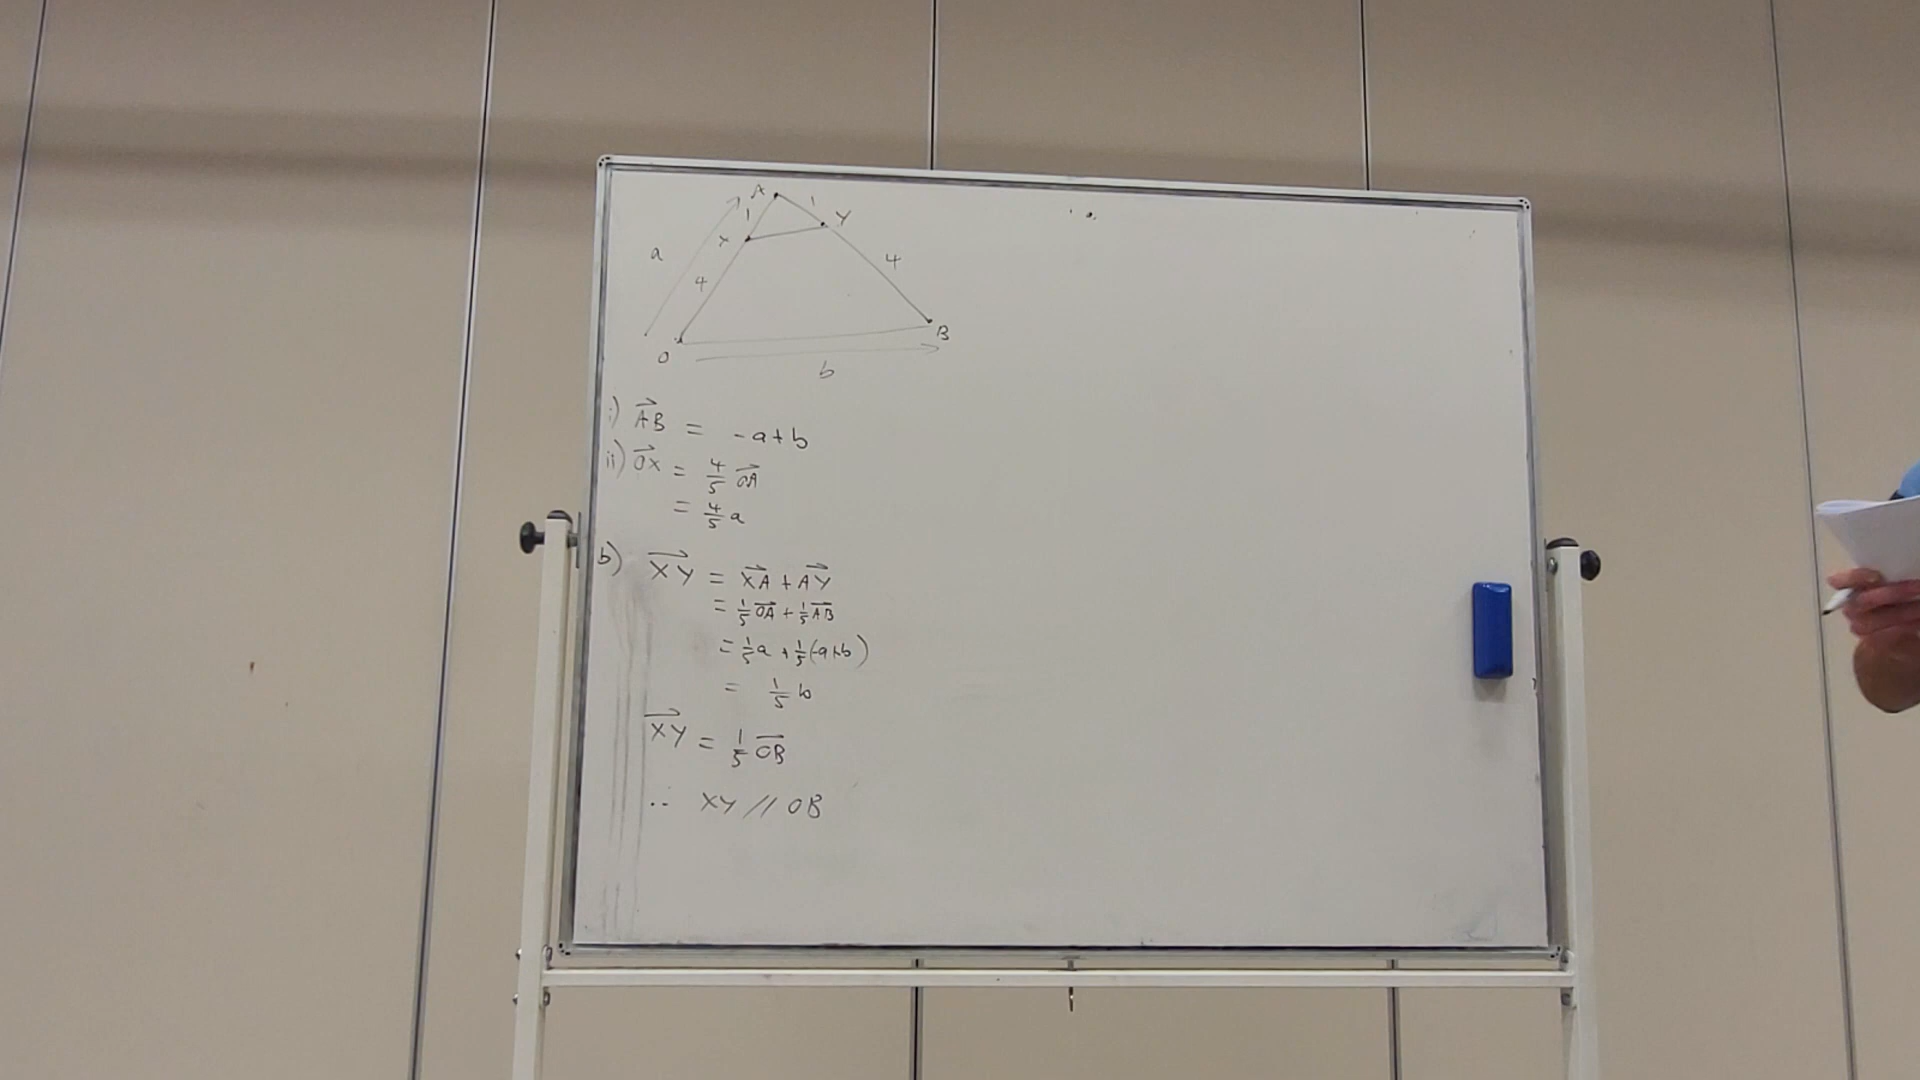 A
1
1
Y
X
a
4
4
B
O
b
i) AB⃗ = -a+b
ii) OX⃗ = 4/5 OA⃗
= 4/5 a
b) XY⃗ = XA⃗ + AY⃗
= 1/5 OA⃗ + 1/5 AB⃗
= 1/5 a + 1/5 (-a+b)
= 1/5 b
XY⃗ = 1/5 OB⃗
∴ XY // OB